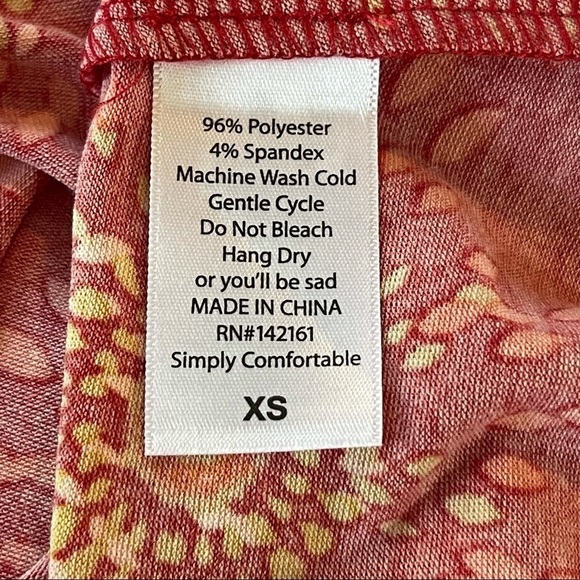 96% Polyester
4% Spandex
Machine Wash Cold
Gentle Cycle
Do Not Bleach
Hang Dry
or you'll be sad
MADE IN CHINA
RN#142161
Simply Comfortable
XS